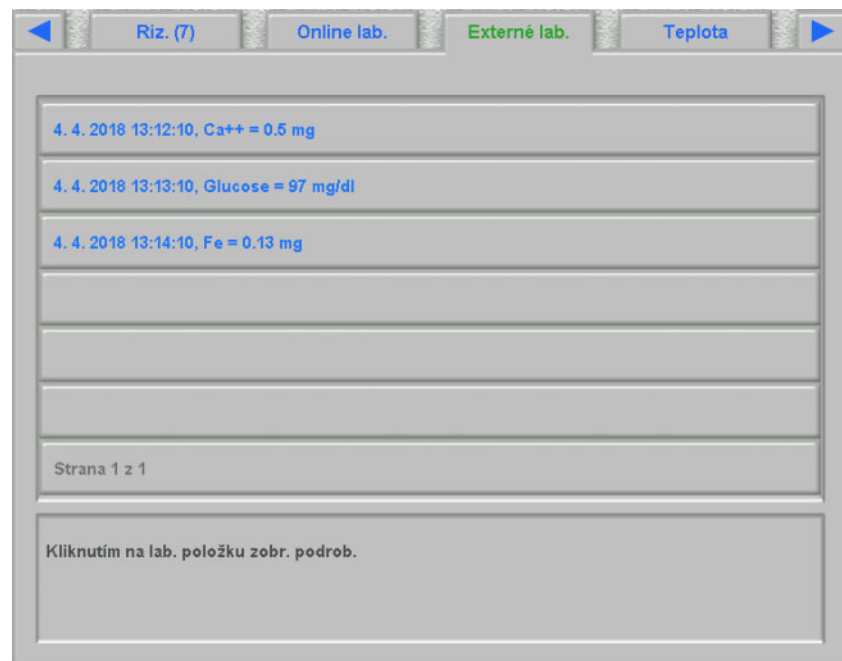 Riz. (7)
Online lab.
Externé lab.
Teplota
4. 4. 2018 13:12:10, Ca++ = 0.5 mg
4. 4. 2018 13:13:10, Glucose = 97 mg/dl
4. 4. 2018 13:14:10, Fe = 0.13 mg
Strana 1 z 1
Kliknutím na lab. položku zobr. podrob.